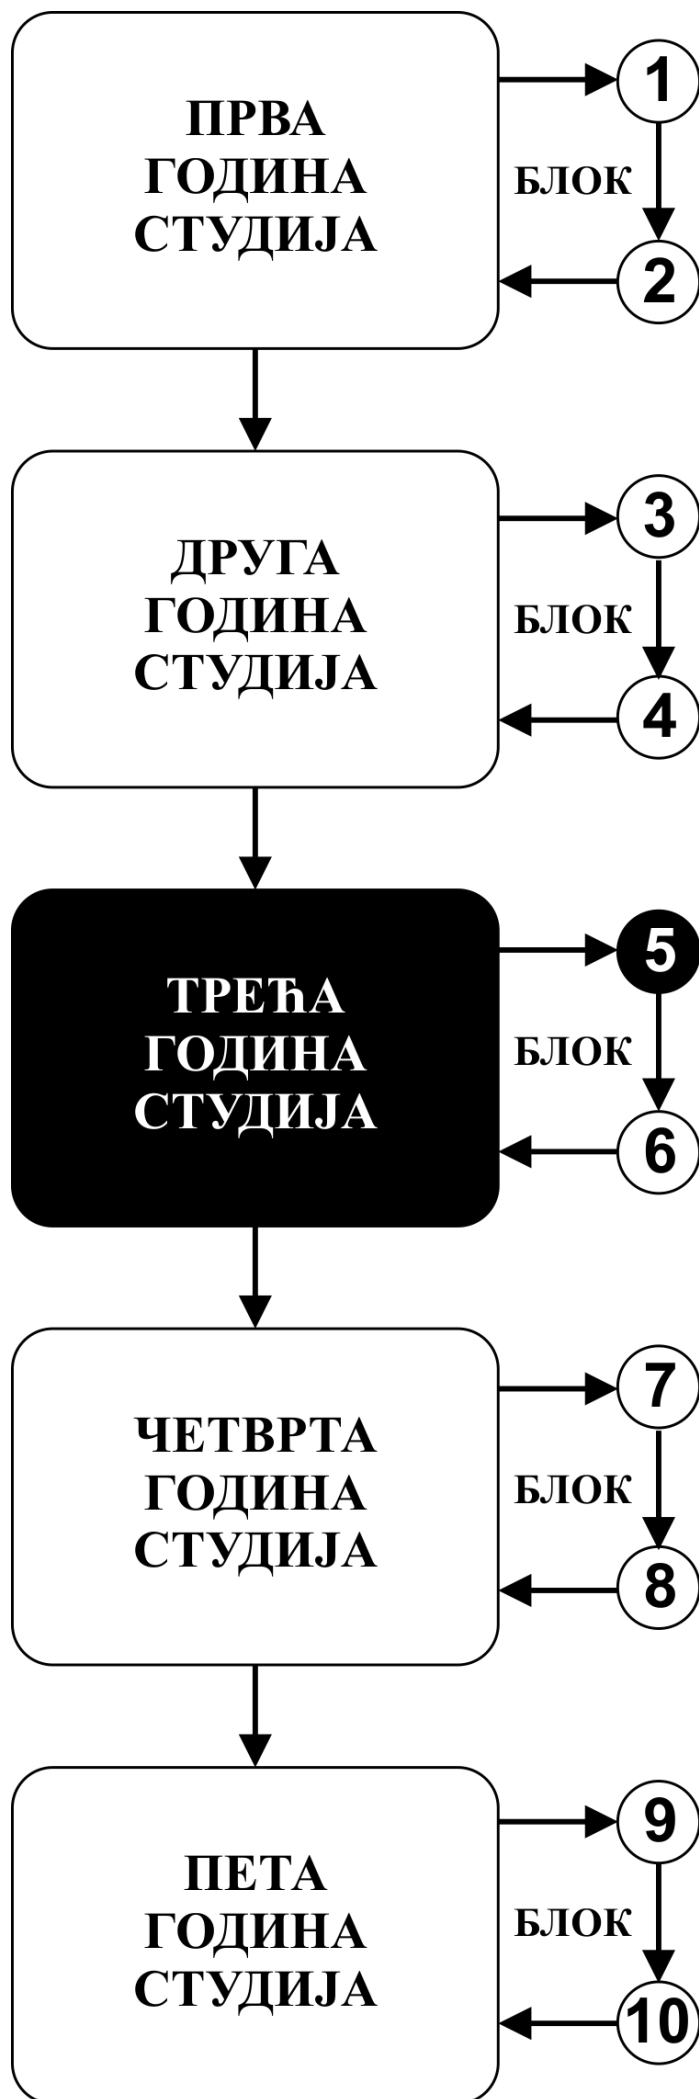 ПРВА
ГОДИНА
СТУДИЈА
1
БЛОК
2
ДРУГА
ГОДИНА
СТУДИЈА
3
БЛОК
4
ТРЕЋА
ГОДИНА
СТУДИЈА
5
БЛОК
6
ЧЕТВРТА
ГОДИНА
СТУДИЈА
7
БЛОК
8
ПЕТА
ГОДИНА
СТУДИЈА
9
БЛОК
10